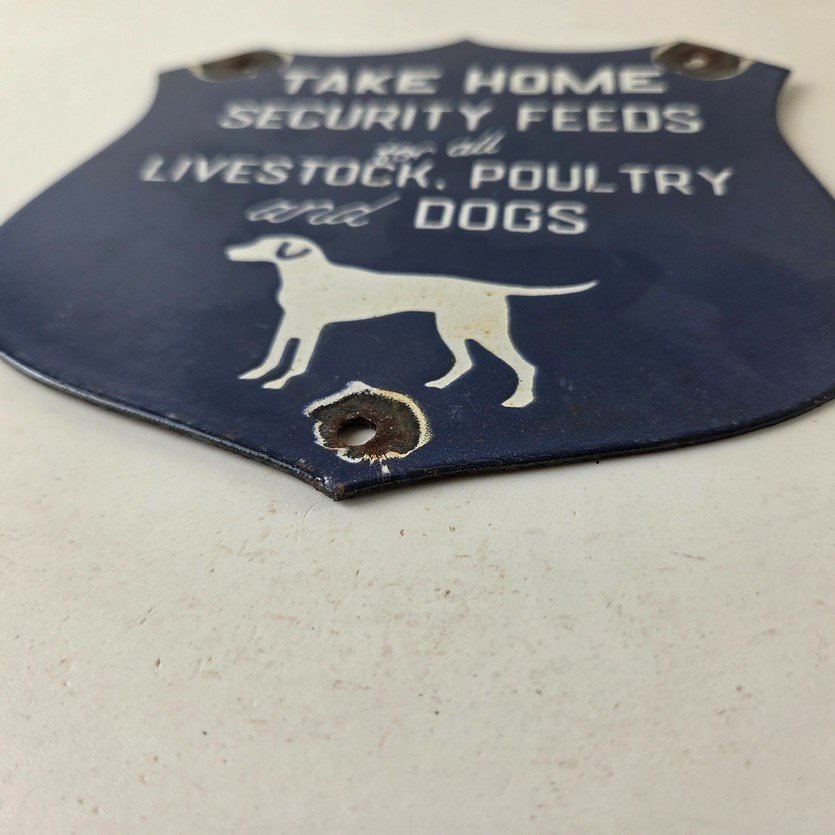 TAKE HOME
SECURITY FEEDS
for all
LIVESTOCK, POULTRY
and DOGS